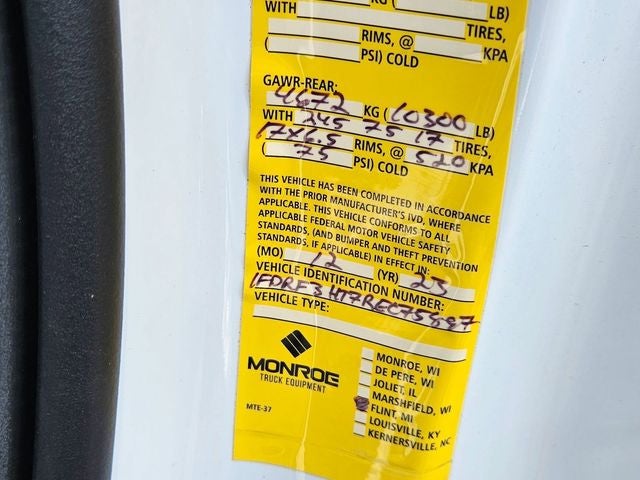 KG ( LB)
WITH TIRES,
RIMS, @ KPA
( PSI) COLD
GAWR-REAR:
4672 KG (10300 LB)
WITH 245 75 17 TIRES,
17x6.5 RIMS, @ 520 KPA
( 75 PSI) COLD
THIS VEHICLE HAS BEEN COMPLETED IN ACCORDANCE
WITH THE PRIOR MANUFACTURER'S IVD, WHERE
APPLICABLE. THIS VEHICLE CONFORMS TO ALL
APPLICABLE FEDERAL MOTOR VEHICLE SAFETY
STANDARDS, (AND BUMPER AND THEFT PREVENTION
STANDARDS, IF APPLICABLE) IN EFFECT IN:
(MO) 12 (YR) 23
VEHICLE IDENTIFICATION NUMBER:
1FDRF3HT7REC75887
VEHICLE TYPE:
MONROE
TRUCK EQUIPMENT
MTE-37
MONROE, WI
DE PERE, WI
JOLIET, IL
MARSHFIELD, WI
FLINT, MI
LOUISVILLE, KY
KERNERSVILLE, NC